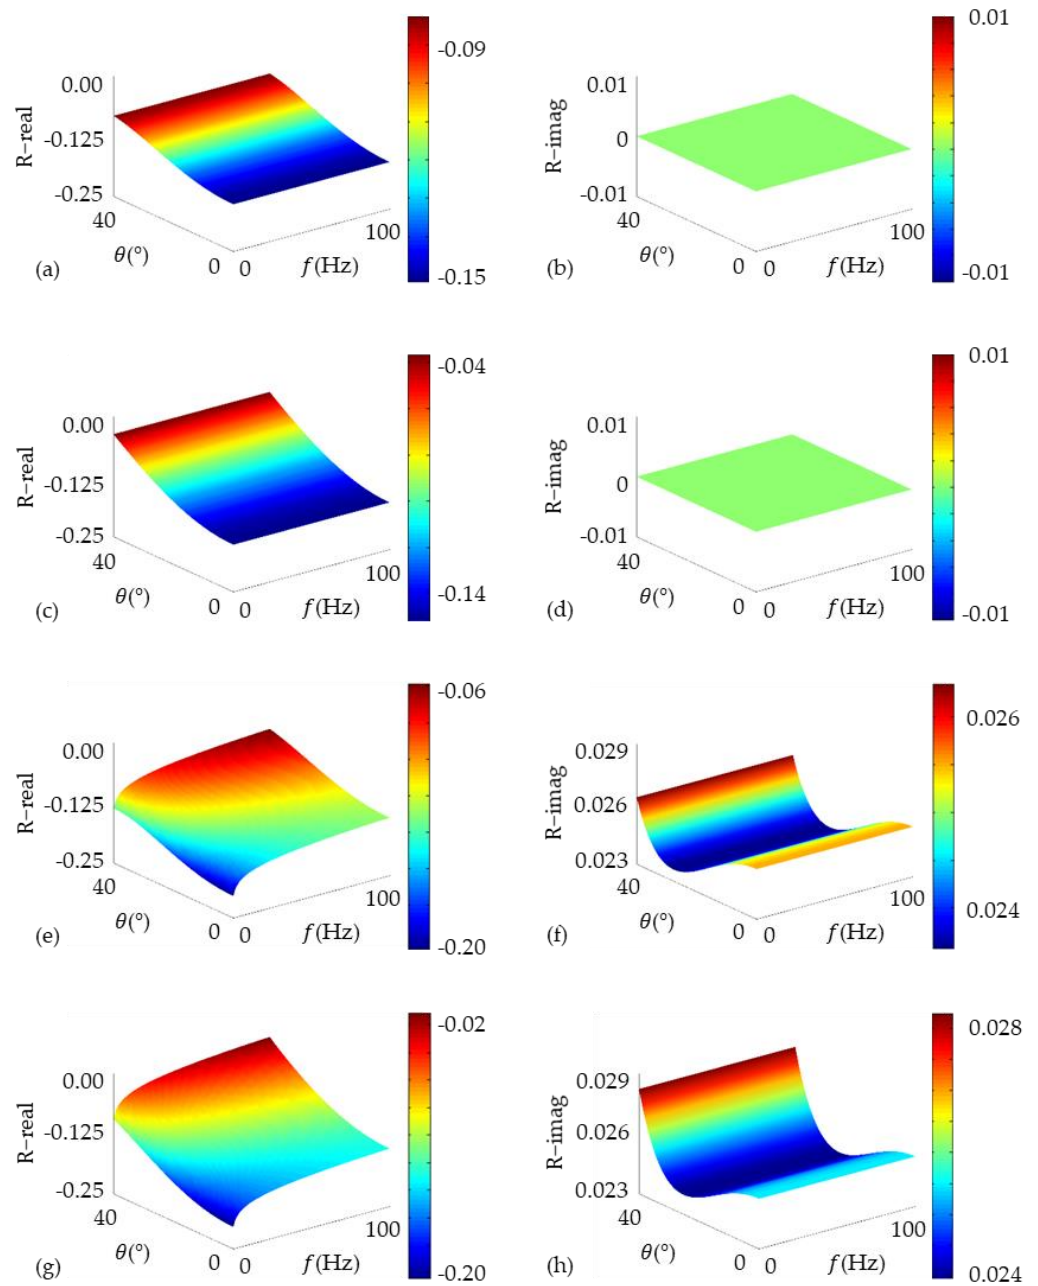 0.00
-0.125
-0.25
R−real
40
θ(°)
0
0
f(Hz)
100
-0.09
-0.15
(a)
0.01
0
-0.01
R−imag
40
θ(°)
0
0
f(Hz)
100
0.01
-0.01
(b)
0.00
-0.125
-0.25
R−real
40
θ(°)
0
0
f(Hz)
100
-0.04
-0.14
(c)
0.01
0
-0.01
R−imag
40
θ(°)
0
0
f(Hz)
100
0.01
-0.01
(d)
0.00
-0.125
-0.25
R−real
40
θ(°)
0
0
f(Hz)
100
-0.06
-0.20
(e)
0.029
0.026
0.023
R−imag
40
θ(°)
0
0
f(Hz)
100
0.026
0.024
(f)
0.00
-0.125
-0.25
R−real
40
θ(°)
0
0
f(Hz)
100
-0.02
-0.20
(g)
0.029
0.026
0.023
R−imag
40
θ(°)
0
0
f(Hz)
100
0.028
0.024
(h)